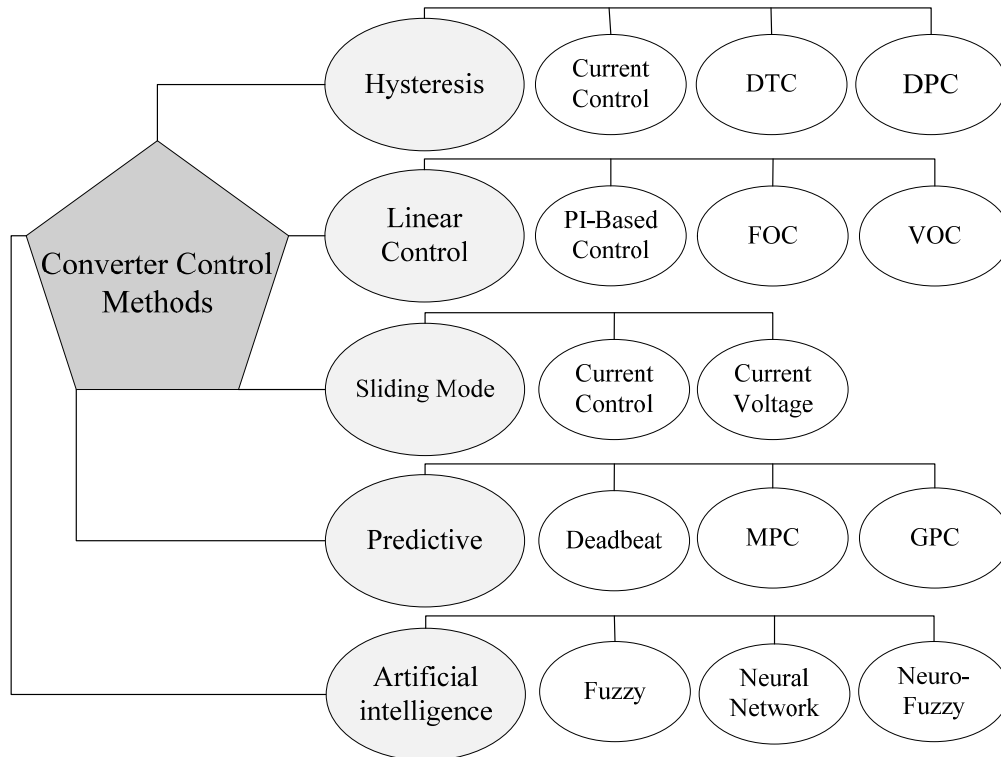 Converter Control
Methods
Hysteresis
Current
Control
DTC
DPC
Linear
Control
PI-Based
Control
FOC
VOC
Sliding Mode
Current
Control
Current
Voltage
Predictive
Deadbeat
MPC
GPC
Artificial
intelligence
Fuzzy
Neural
Network
Neuro-
Fuzzy